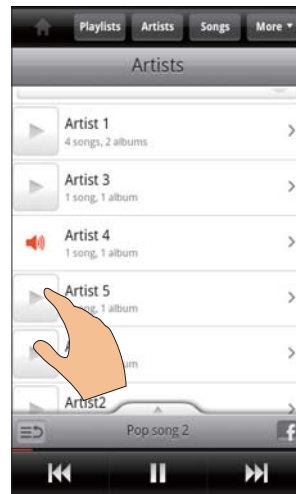 Playlists Artists Songs More
Artists
Artist 1
4 songs, 2 albums
Artist 3
1 song, 1 album
Artist 4
1 song, 1 album
Artist 5
song, 1 album
Artist2
Pop song 2
f